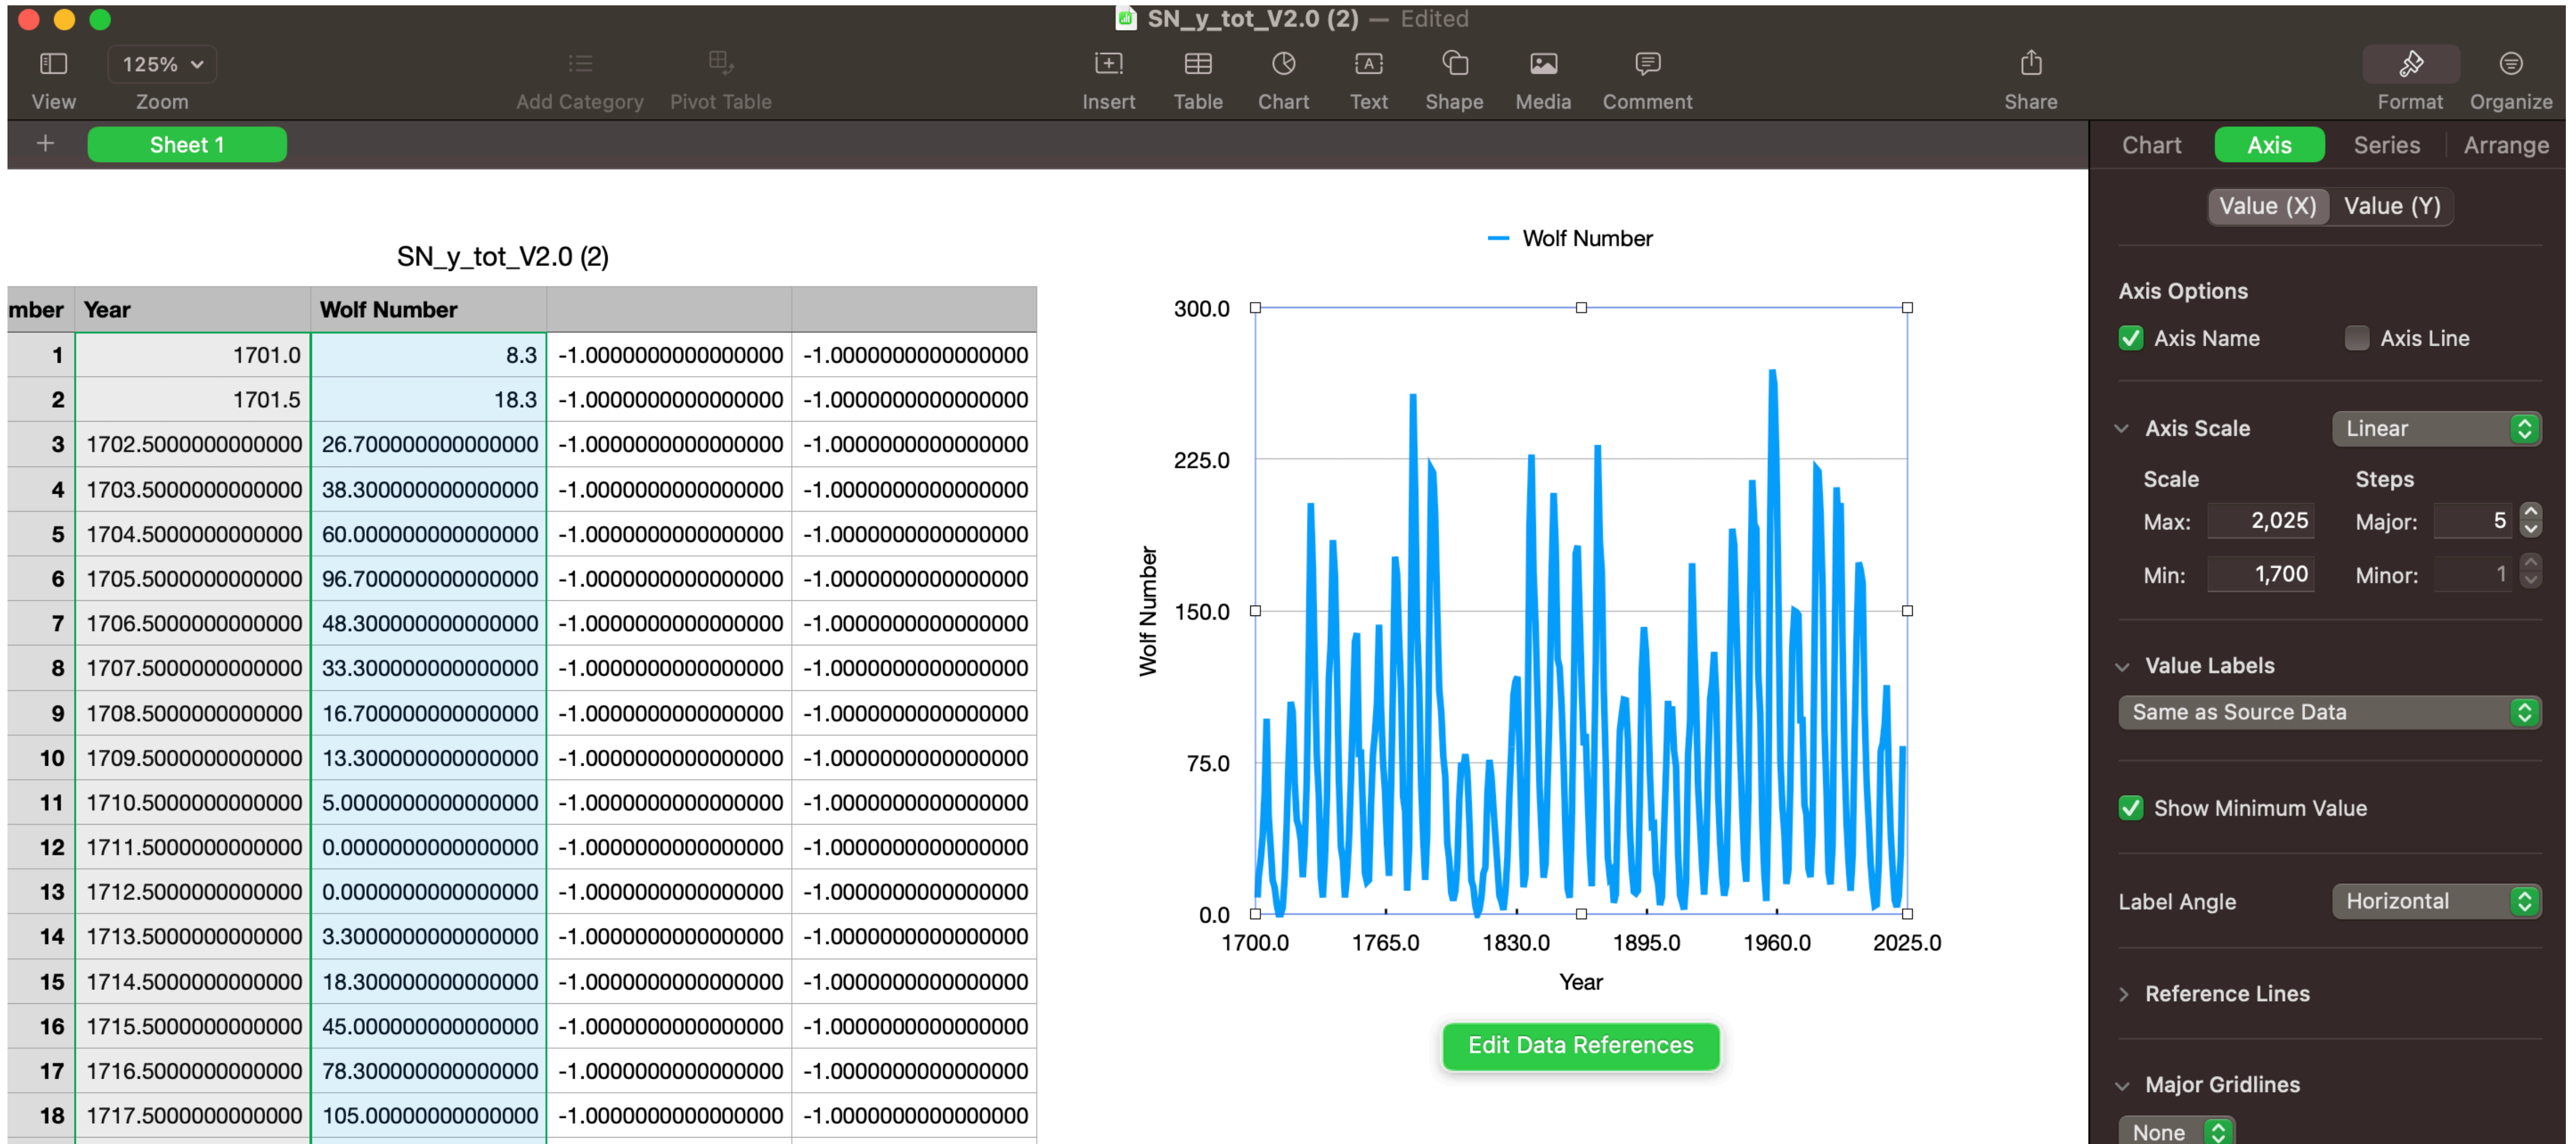 SN_y_tot_V2.0 (2) — Edited
125%
View Zoom Add Category Pivot Table Insert Table Chart Text Shape Media Comment Share Format Organize
+ Sheet 1
Chart Axis Series Arrange
SN_y_tot_V2.0 (2)
mber Year Wolf Number
1 1701.0 8.3 -1.0000000000000000 -1.0000000000000000
2 1701.5 18.3 -1.0000000000000000 -1.0000000000000000
3 1702.5000000000000 26.700000000000000 -1.0000000000000000 -1.0000000000000000
4 1703.5000000000000 38.300000000000000 -1.0000000000000000 -1.0000000000000000
5 1704.5000000000000 60.000000000000000 -1.0000000000000000 -1.0000000000000000
6 1705.5000000000000 96.700000000000000 -1.0000000000000000 -1.0000000000000000
7 1706.5000000000000 48.300000000000000 -1.0000000000000000 -1.0000000000000000
8 1707.5000000000000 33.300000000000000 -1.0000000000000000 -1.0000000000000000
9 1708.5000000000000 16.700000000000000 -1.0000000000000000 -1.0000000000000000
10 1709.5000000000000 13.300000000000000 -1.0000000000000000 -1.0000000000000000
11 1710.5000000000000 5.0000000000000000 -1.0000000000000000 -1.0000000000000000
12 1711.5000000000000 0.0000000000000000 -1.0000000000000000 -1.0000000000000000
13 1712.5000000000000 0.0000000000000000 -1.0000000000000000 -1.0000000000000000
14 1713.5000000000000 3.3000000000000000 -1.0000000000000000 -1.0000000000000000
15 1714.5000000000000 18.300000000000000 -1.0000000000000000 -1.0000000000000000
16 1715.5000000000000 45.000000000000000 -1.0000000000000000 -1.0000000000000000
17 1716.5000000000000 78.300000000000000 -1.0000000000000000 -1.0000000000000000
18 1717.5000000000000 105.000000000000000 -1.0000000000000000 -1.0000000000000000
Wolf Number
300.0
225.0
150.0
75.0
0.0
Wolf Number
1700.0 1765.0 1830.0 1895.0 1960.0 2025.0
Year
Edit Data References
Value (X) Value (Y)
Axis Options
Axis Name Axis Line
Axis Scale Linear
Scale Steps
Max: 2,025 Major: 5
Min: 1,700 Minor: 1
Value Labels
Same as Source Data
Show Minimum Value
Label Angle Horizontal
Reference Lines
Major Gridlines
None